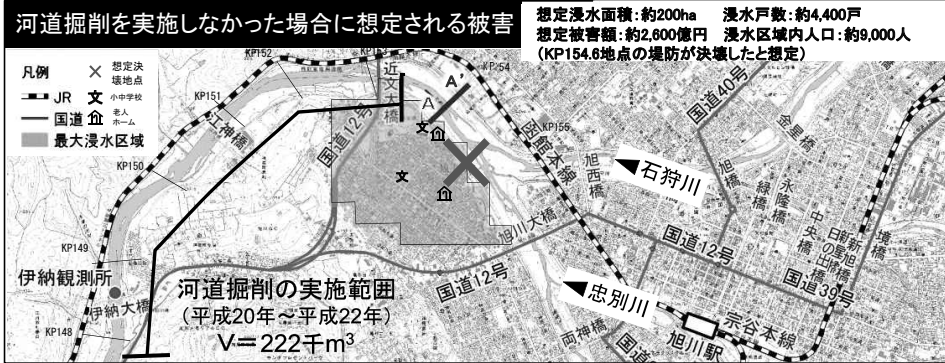 河道掘削を実施しなかった場合に想定される被害
想定浸水面積：約200ha　浸水戸数：約4,400戸
想定被害額：約2,600億円　浸水区域内人口：約9,000人
（KP154.6地点の堤防が決壊したと想定）
凡例
想定決壊地点
JR
小中学校
国道
老人ホーム
最大浸水区域
KP152
KP151
KP150
KP149
KP148
KP155
江神橋
近文大橋
国道12号
A
A'
文
文
函館本線
旭西橋
石狩川
国道40号
金星橋
旭橋
永隆橋
緑橋
中央橋
新旭橋
境橋
旭川大橋
国道12号
国道12号
国道39号
忠別川
両神橋
旭川駅
宗谷本線
伊納観測所
伊納大橋
河道掘削の実施範囲
（平成20年～平成22年）
V＝222千m³